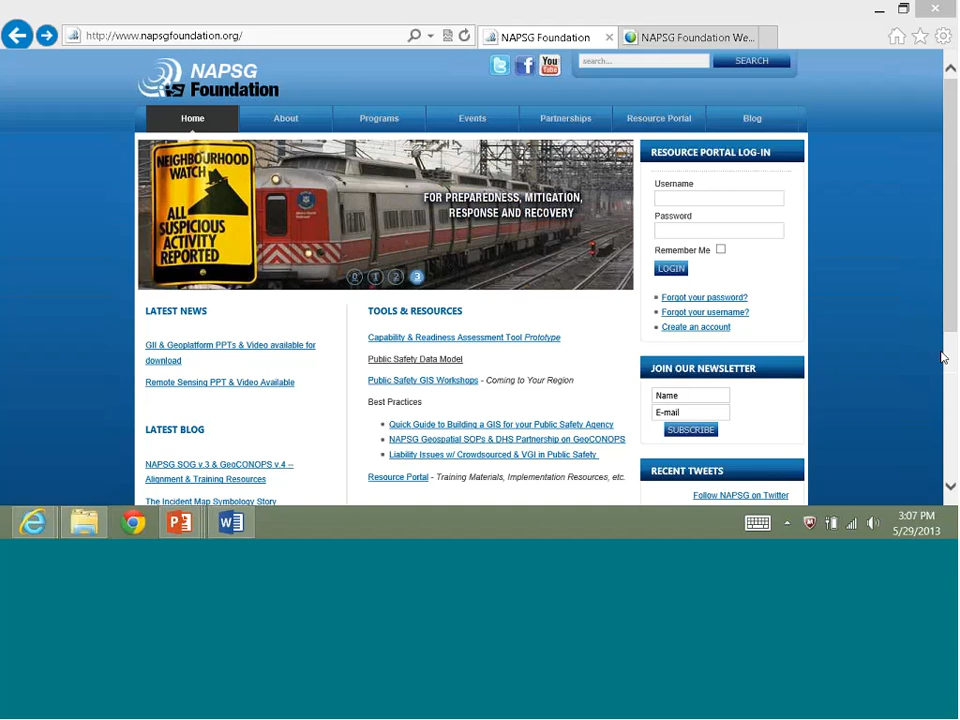 http://www.napsgfoundation.org/
NAPSG Foundation
NAPSG Foundation We...
NAPSG
Foundation
You
Tube
search...
SEARCH
Home
About
Programs
Events
Partnerships
Resource Portal
Blog
NEIGHBOURHOOD
WATCH
ALL
SUSPICIOUS
ACTIVITY
REPORTED
FOR PREPAREDNESS, MITIGATION,
RESPONSE AND RECOVERY
0 1 2 3
RESOURCE PORTAL LOG-IN
Username
Password
Remember Me
LOGIN
Forgot your password?
Forgot your username?
Create an account
LATEST NEWS
GII & Geoplatform PPTs & Video available for
download
Remote Sensing PPT & Video Available
LATEST BLOG
NAPSG SOG v.3 & GeoCONOPS v.4 –
Alignment & Training Resources
The Incident Map Symbology Story
TOOLS & RESOURCES
Capability & Readiness Assessment Tool Prototype
Public Safety Data Model
Public Safety GIS Workshops - Coming to Your Region
Best Practices
Quick Guide to Building a GIS for your Public Safety Agency
NAPSG Geospatial SOPs & DHS Partnership on GeoCONOPS
Liability Issues w/ Crowdsourced & VGI in Public Safety
Resource Portal - Training Materials, Implementation Resources, etc.
JOIN OUR NEWSLETTER
Name
E-mail
SUBSCRIBE
RECENT TWEETS
Follow NAPSG on Twitter
3:07 PM
5/29/2013